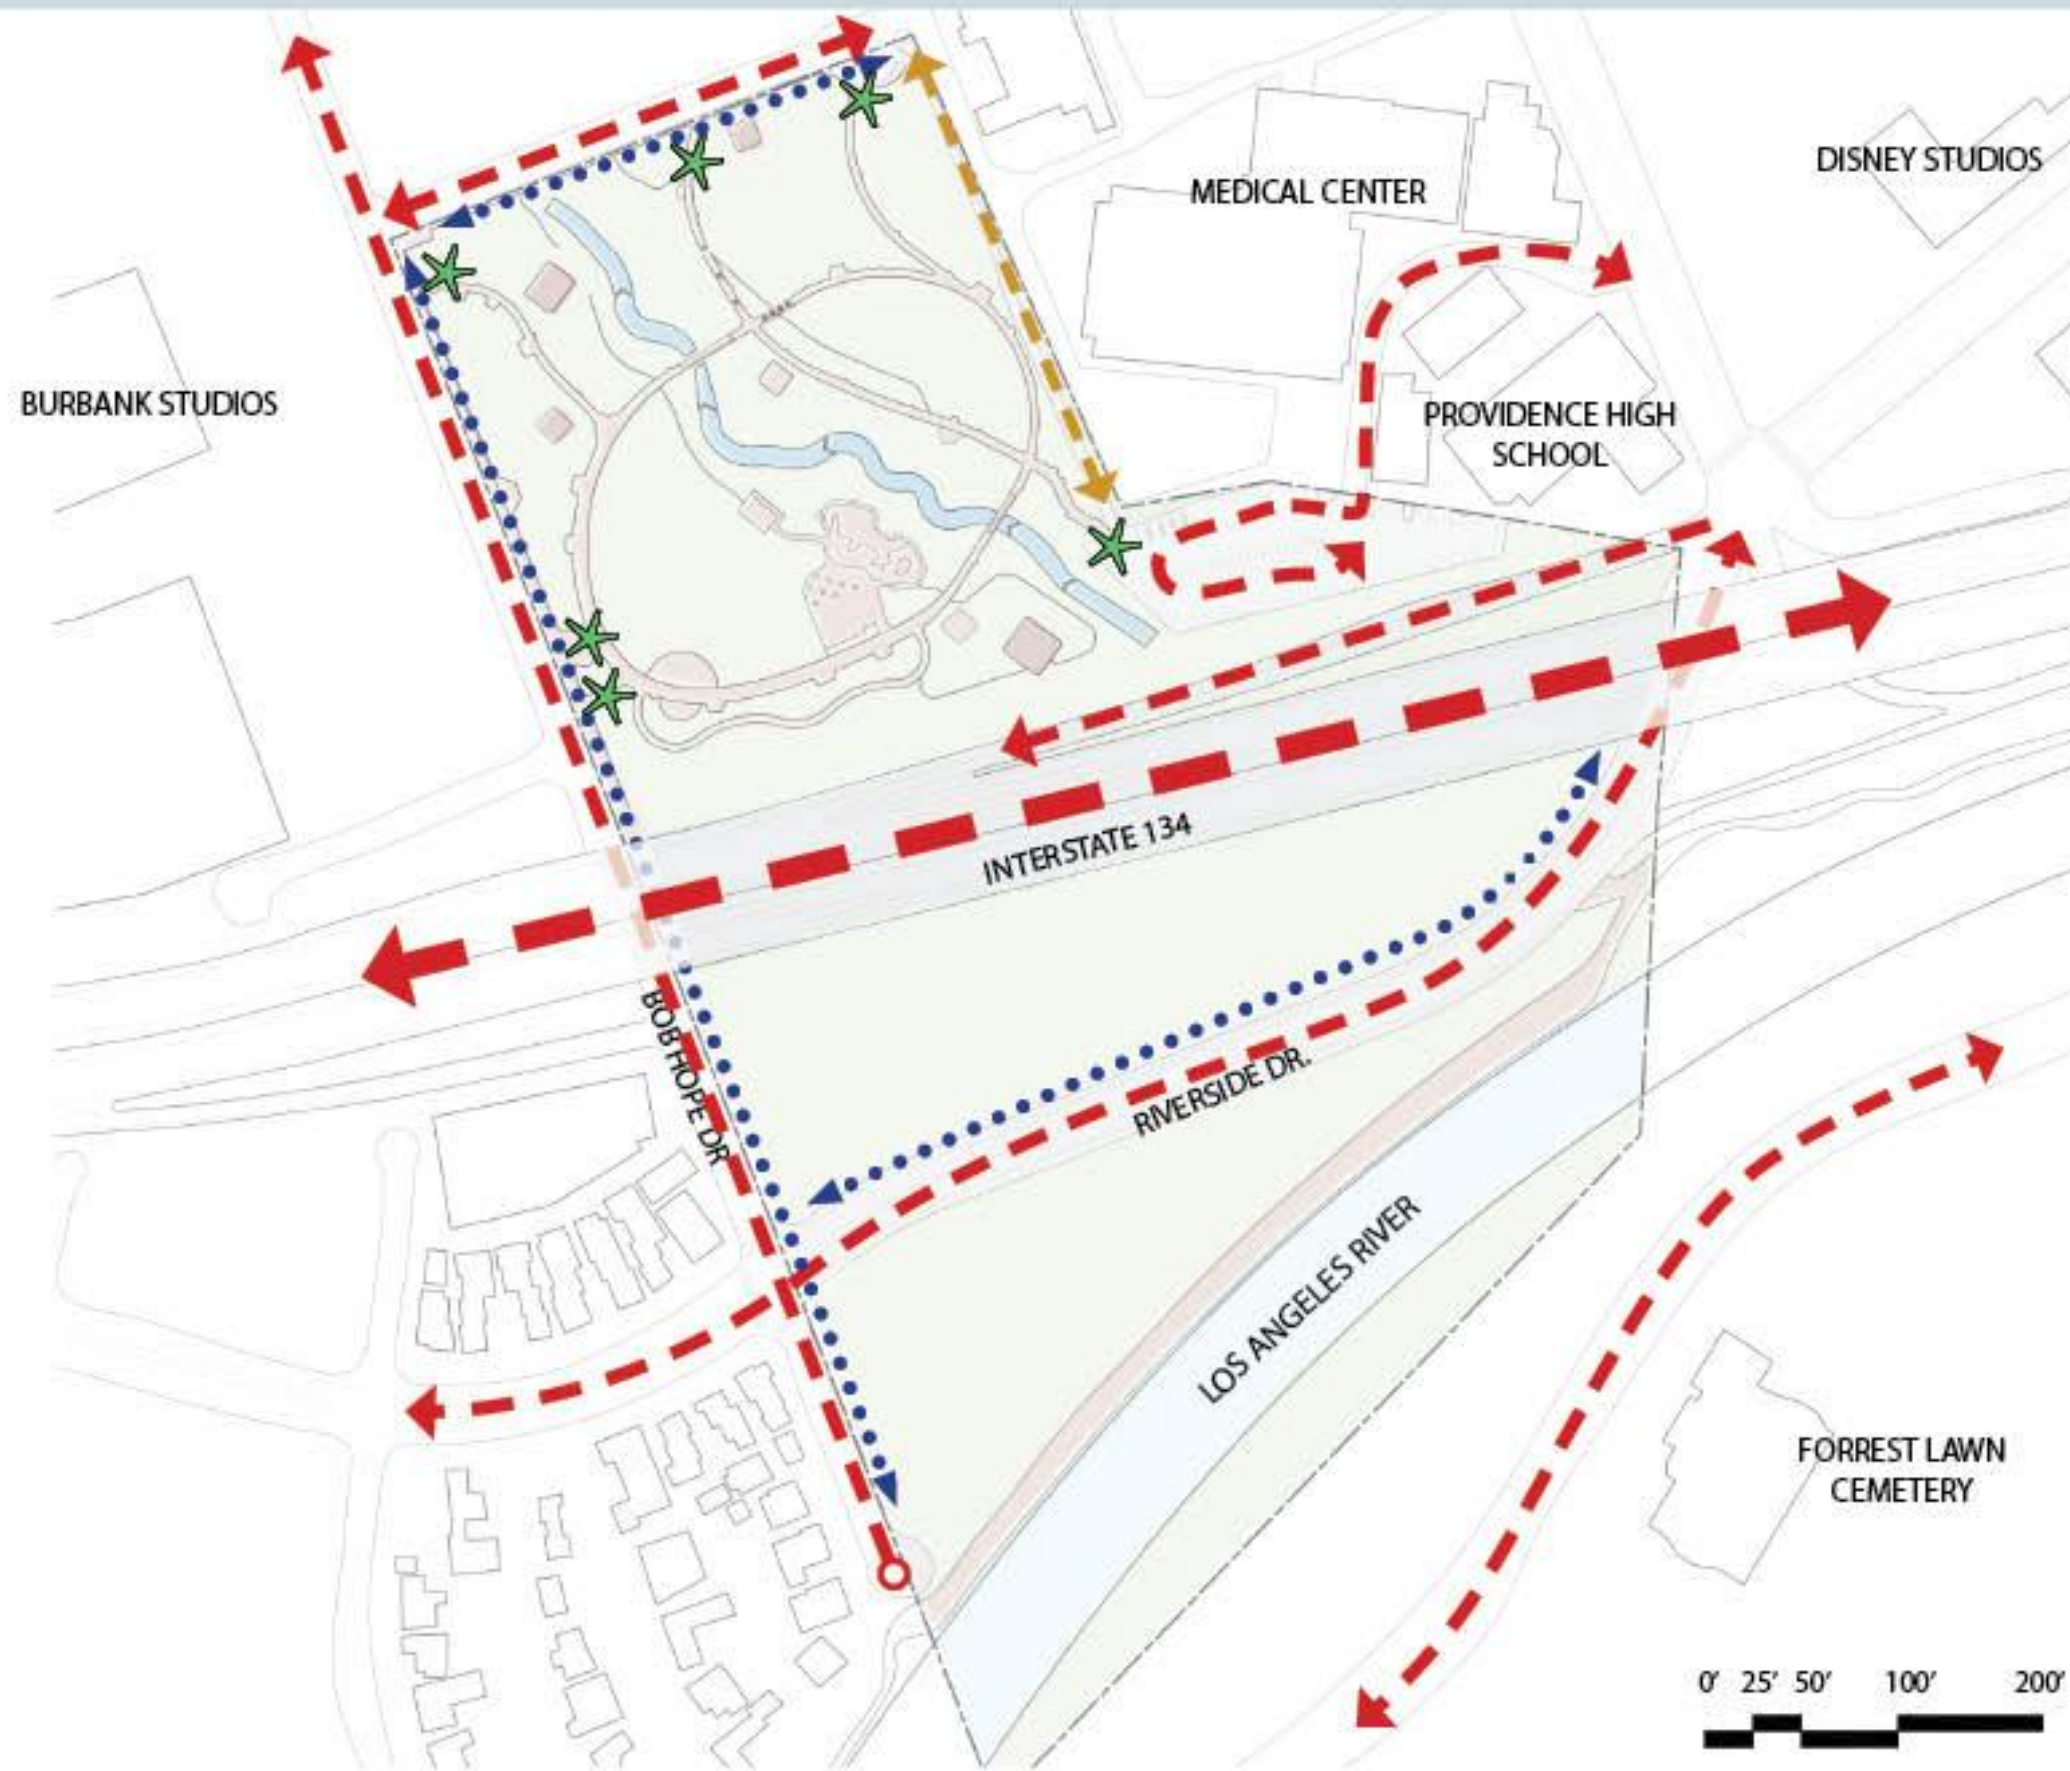 DISNEY STUDIOS
MEDICAL CENTER
BURBANK STUDIOS
PROVIDENCE HIGH
SCHOOL
INTERSTATE 134
BOB HOPE DR
RIVERSIDE DR.
LOS ANGELES RIVER
FORREST LAWN
CEMETERY
0' 25' 50' 100' 200'